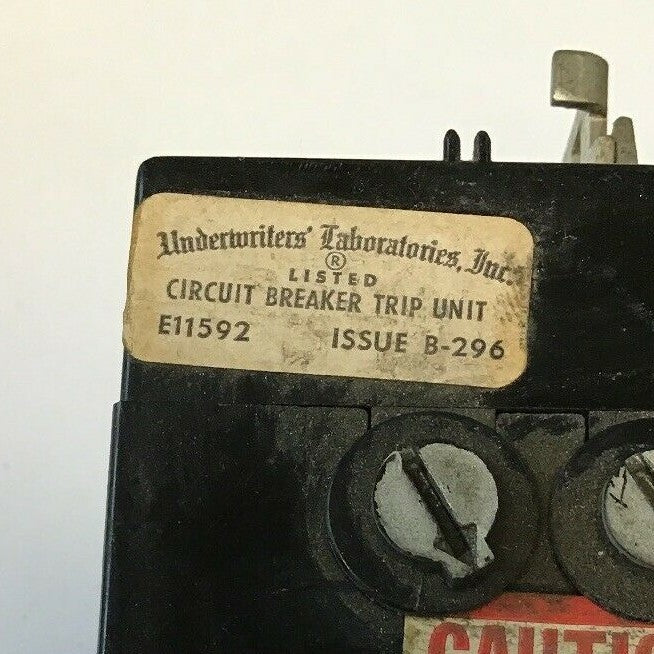 Underwriters' Laboratories, Inc.®
LISTED
CIRCUIT BREAKER TRIP UNIT
E11592 ISSUE B-296